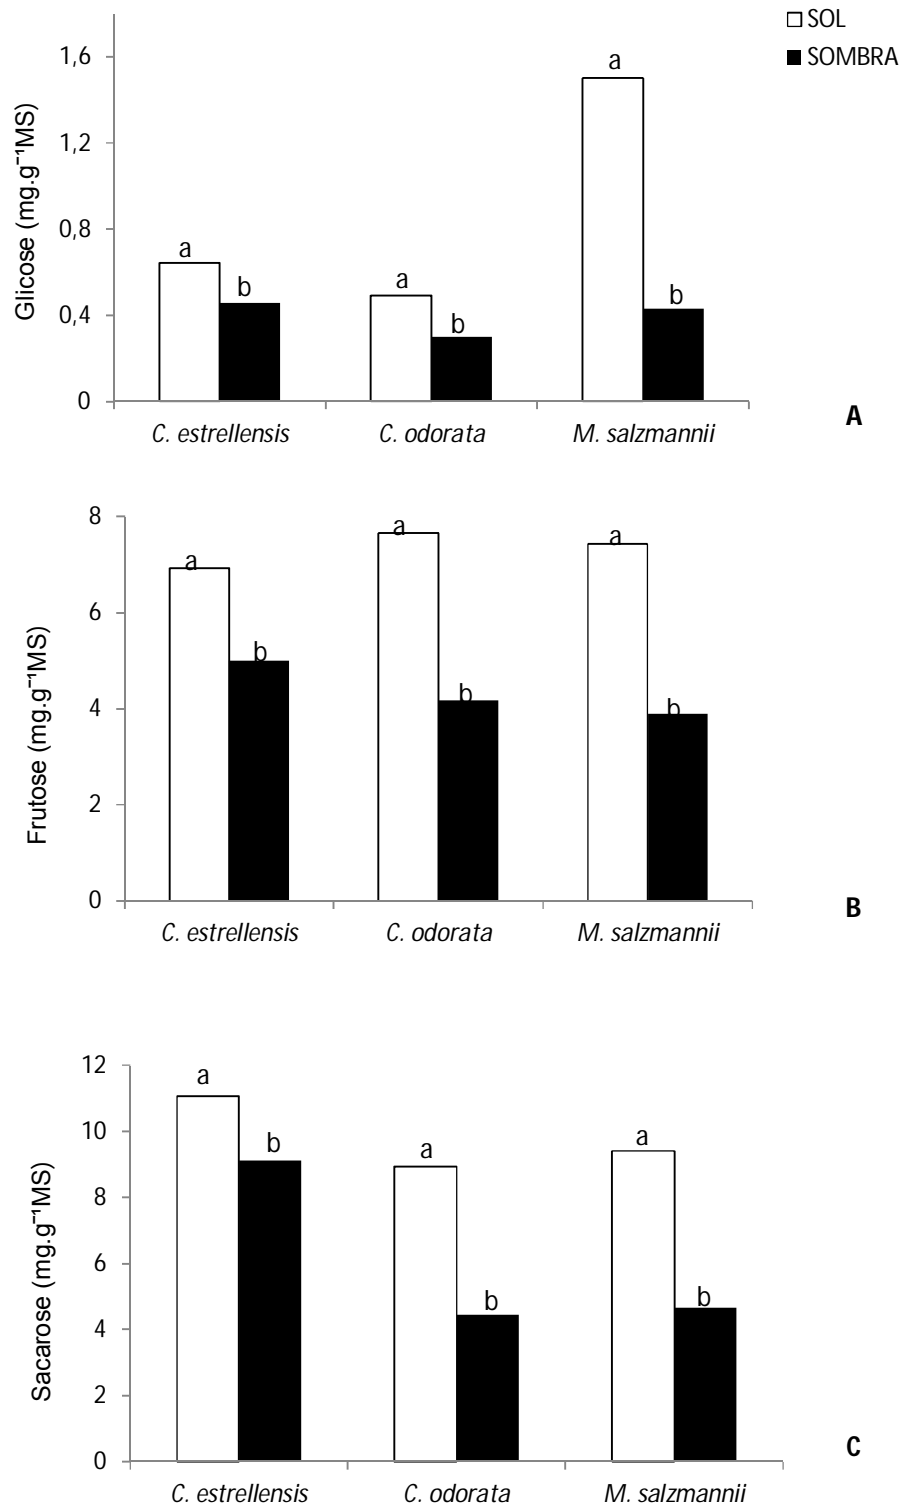 SOL
SOMBRA
Glicose (mg.g⁻¹MS)
1,6
1,2
0,8
0,4
0
a
b
a
b
a
b
C. estrellensis
C. odorata
M. salzmannii
A
Frutose (mg.g⁻¹MS)
8
6
4
2
0
a
b
a
b
a
b
C. estrellensis
C. odorata
M. salzmannii
B
Sacarose (mg.g⁻¹MS)
12
10
8
6
4
2
0
a
b
a
b
a
b
C. estrellensis
C. odorata
M. salzmannii
C